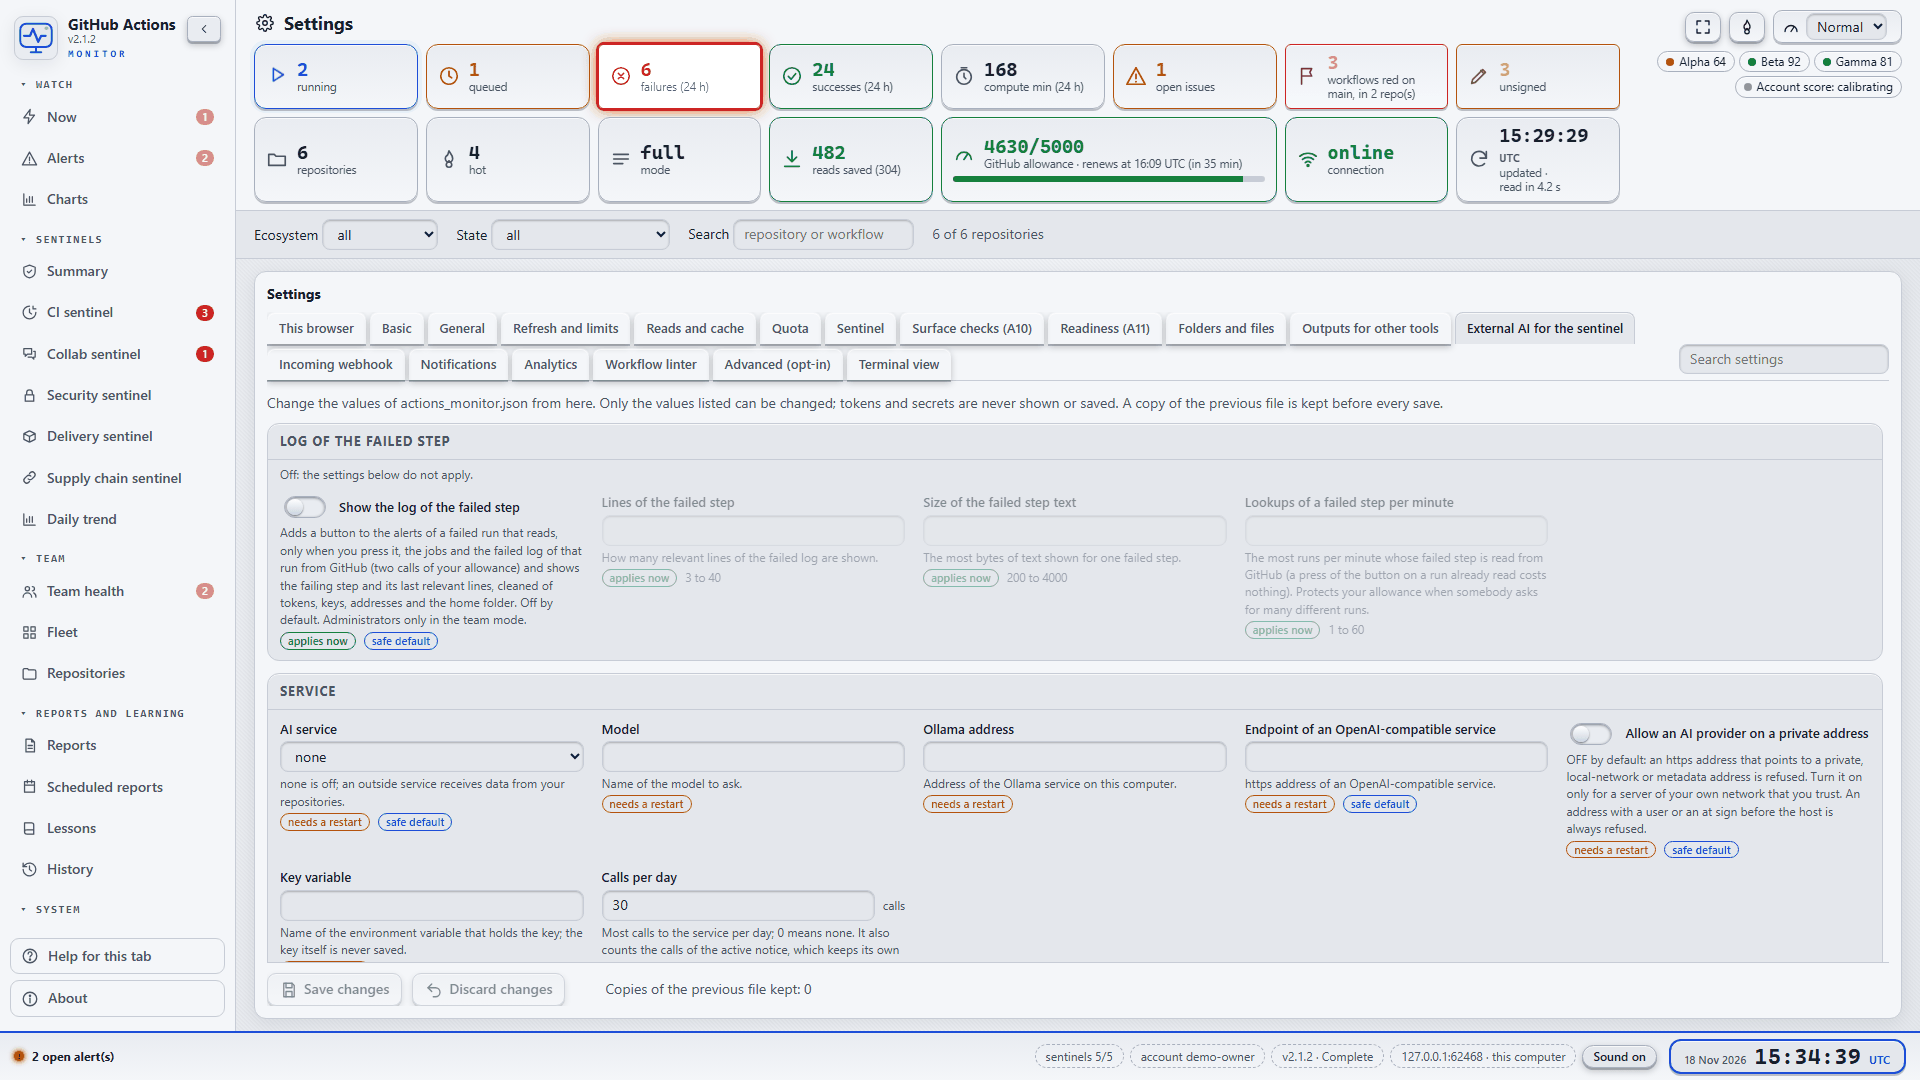 GitHub Actions
v2.1.2
MONITOR
WATCH
Now 1
Alerts 2
Charts
SENTINELS
Summary
CI sentinel 3
Collab sentinel 1
Security sentinel
Delivery sentinel
Supply chain sentinel
Daily trend
TEAM
Team health 2
Fleet
Repositories
REPORTS AND LEARNING
Reports
Scheduled reports
Lessons
History
SYSTEM
Help for this tab
About
Settings
2
running
1
queued
6
failures (24 h)
24
successes (24 h)
168
compute min (24 h)
1
open issues
3
workflows red on
main, in 2 repo(s)
3
unsigned
6
repositories
4
hot
full
mode
482
reads saved (304)
4630/5000
GitHub allowance · renews at 16:09 UTC (in 35 min)
online
connection
15:29:29
UTC
updated ·
read in 4.2 s
Normal
Alpha 64
Beta 92
Gamma 81
Account score: calibrating
Ecosystem all
State all
Search repository or workflow
6 of 6 repositories
Settings
This browser
Basic
General
Refresh and limits
Reads and cache
Quota
Sentinel
Surface checks (A10)
Readiness (A11)
Folders and files
Outputs for other tools
External AI for the sentinel
Incoming webhook
Notifications
Analytics
Workflow linter
Advanced (opt-in)
Terminal view
Search settings
Change the values of actions_monitor.json from here. Only the values listed can be changed; tokens and secrets are never shown or saved. A copy of the previous file is kept before every save.
LOG OF THE FAILED STEP
Off: the settings below do not apply.
Show the log of the failed step
Adds a button to the alerts of a failed run that reads,
only when you press it, the jobs and the failed log of that
run from GitHub (two calls of your allowance) and shows
the failing step and its last relevant lines, cleaned of
tokens, keys, addresses and the home folder. Off by
default. Administrators only in the team mode.
applies now safe default
Lines of the failed step
How many relevant lines of the failed log are shown.
applies now 3 to 40
Size of the failed step text
The most bytes of text shown for one failed step.
applies now 200 to 4000
Lookups of a failed step per minute
The most runs per minute whose failed step is read from
GitHub (a press of the button on a run already read costs
nothing). Protects your allowance when somebody asks
for many different runs.
applies now 1 to 60
SERVICE
AI service
none
none is off; an outside service receives data from your
repositories.
needs a restart safe default
Model
Name of the model to ask.
needs a restart
Ollama address
Address of the Ollama service on this computer.
needs a restart
Endpoint of an OpenAI-compatible service
https address of an OpenAI-compatible service.
needs a restart safe default
Allow an AI provider on a private address
OFF by default: an https address that points to a private,
local-network or metadata address is refused. Turn it on
only for a server of your own network that you trust. An
address with a user or an at sign before the host is
always refused.
needs a restart safe default
Key variable
Name of the environment variable that holds the key; the
key itself is never saved.
Calls per day
30 calls
Most calls to the service per day; 0 means none. It also
counts the calls of the active notice, which keeps its own
Save changes
Discard changes
Copies of the previous file kept: 0
2 open alert(s)
sentinels 5/5
account demo-owner
v2.1.2 · Complete
127.0.0.1:62468 · this computer
Sound on
18 Nov 2026 15:34:39 UTC